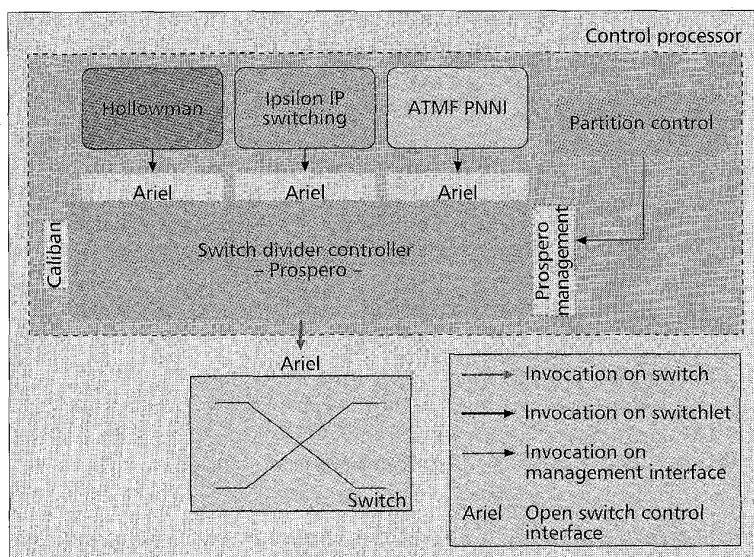 Control processor
Hollowman
Ipsilon IP
switching
ATMF PNNI
Partition control
Ariel
Ariel
Ariel
Caliban
Switch divider controller
– Prospero –
Prospero
management
Ariel
Switch
Invocation on switch
Invocation on switchlet
Invocation on
management interface
Ariel Open switch control
interface